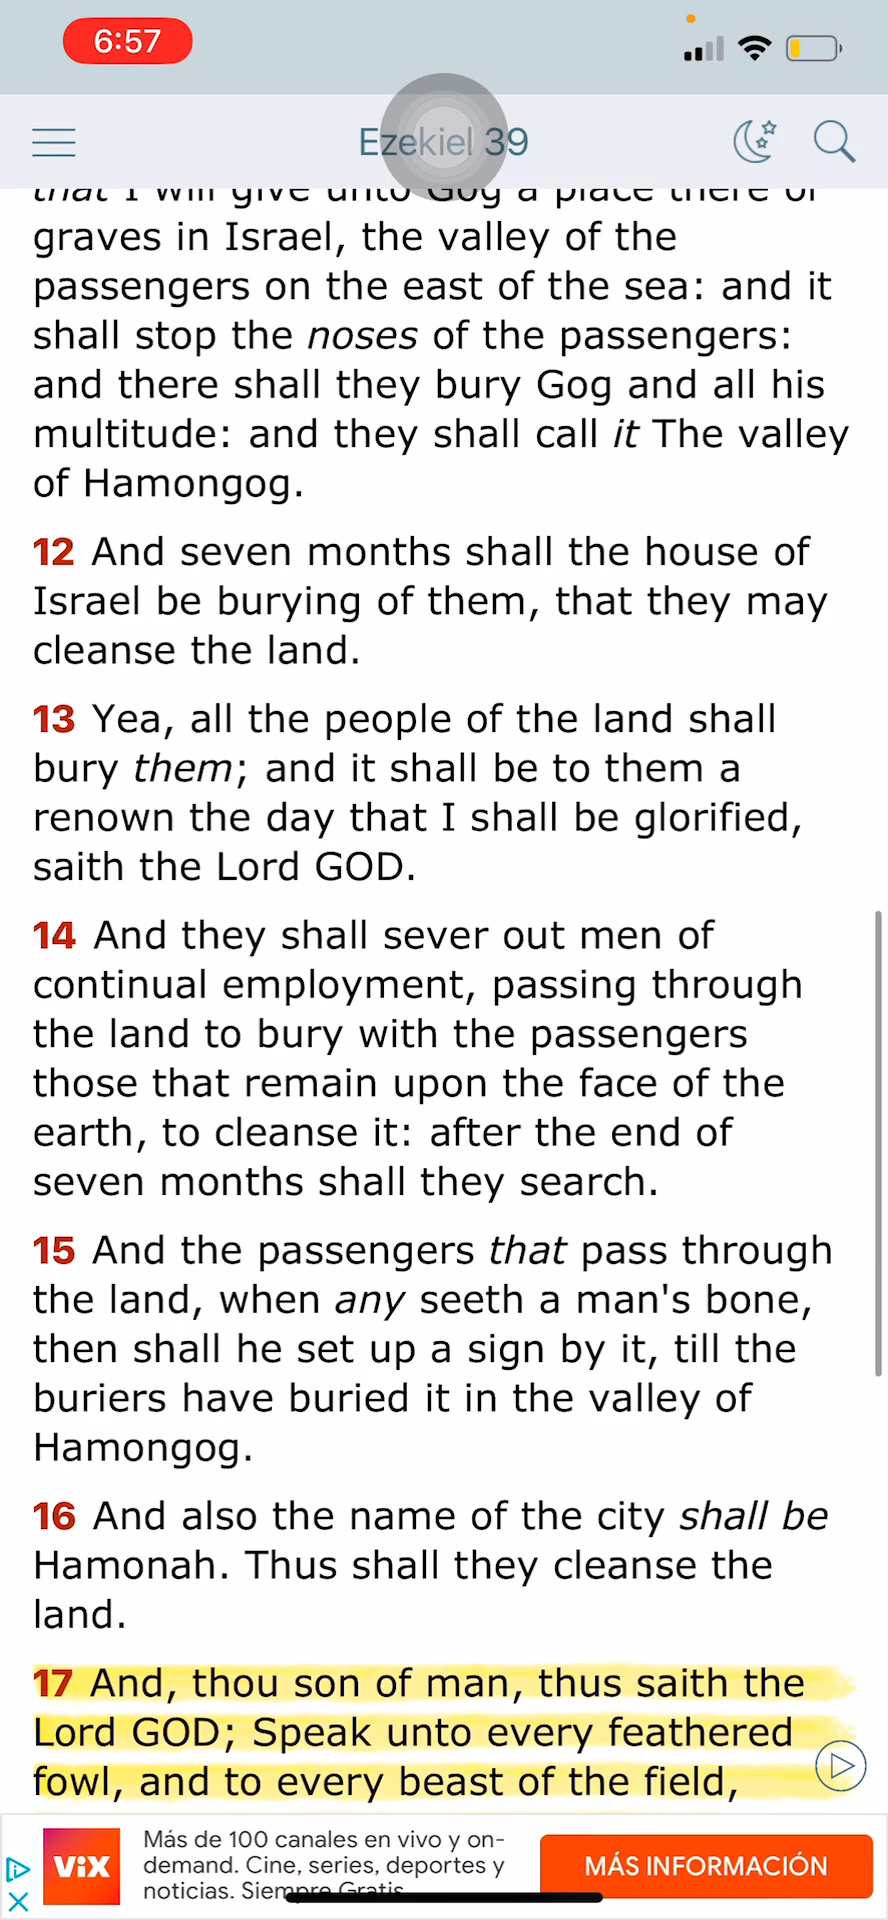 6:57
Ezekiel 39
that I will give unto Gog a place there of
graves in Israel, the valley of the
passengers on the east of the sea: and it
shall stop the noses of the passengers:
and there shall they bury Gog and all his
multitude: and they shall call it The valley
of Hamongog.
12 And seven months shall the house of
Israel be burying of them, that they may
cleanse the land.
13 Yea, all the people of the land shall
bury them; and it shall be to them a
renown the day that I shall be glorified,
saith the Lord GOD.
14 And they shall sever out men of
continual employment, passing through
the land to bury with the passengers
those that remain upon the face of the
earth, to cleanse it: after the end of
seven months shall they search.
15 And the passengers that pass through
the land, when any seeth a man's bone,
then shall he set up a sign by it, till the
buriers have buried it in the valley of
Hamongog.
16 And also the name of the city shall be
Hamonah. Thus shall they cleanse the
land.
17 And, thou son of man, thus saith the
Lord GOD; Speak unto every feathered
fowl, and to every beast of the field,
ViX
Más de 100 canales en vivo y on-
demand. Cine, series, deportes y
noticias. Siempre Gratis
MÁS INFORMACIÓN